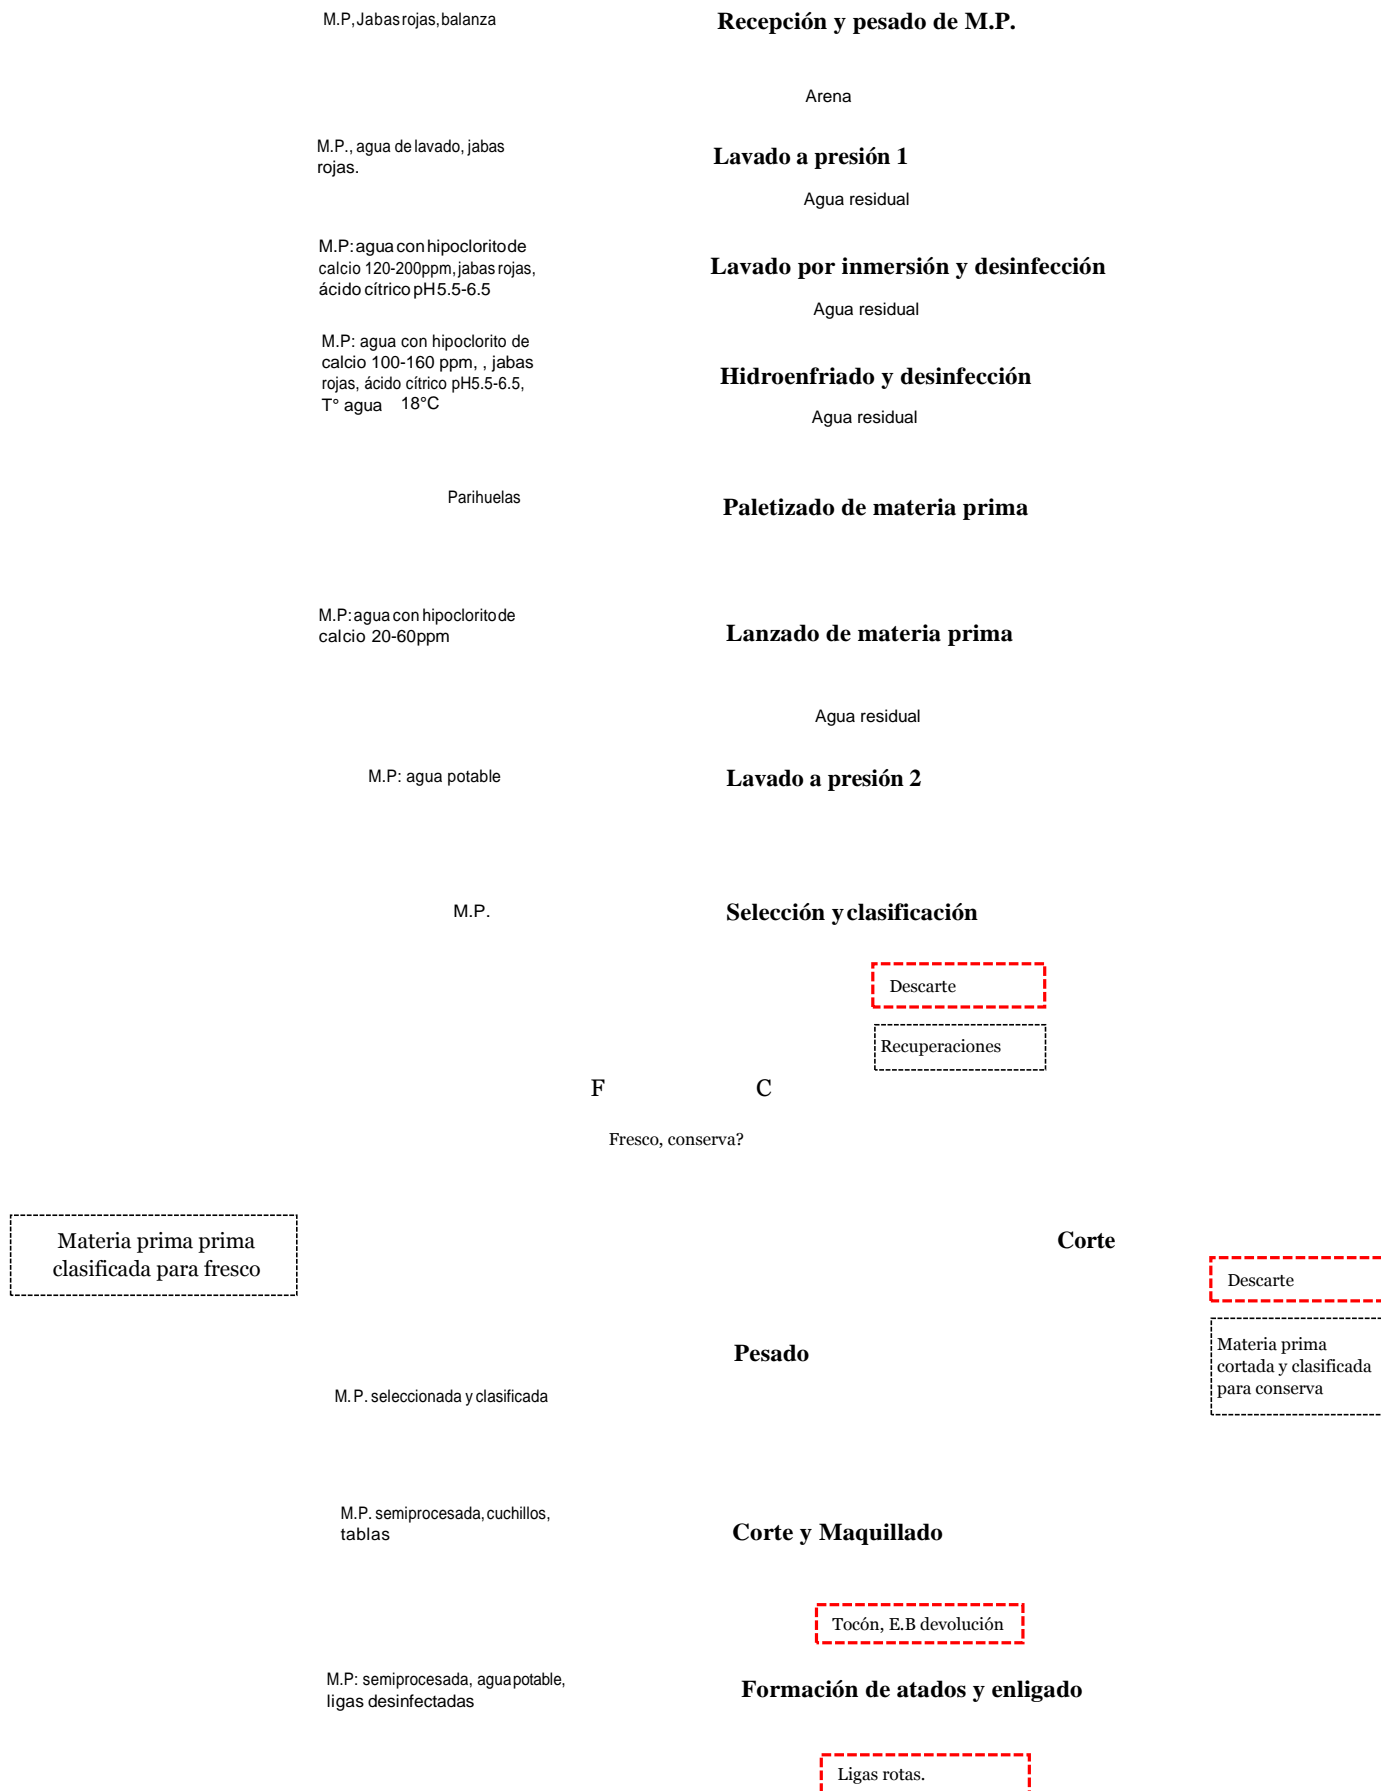 M.P, Jabas rojas, balanza
Recepción y pesado de M.P.
Arena
M.P., agua de lavado, jabas
rojas.
Lavado a presión 1
Agua residual
M.P: agua con hipoclorito de
calcio 120-200ppm, jabas rojas,
ácido cítrico pH5.5-6.5
Lavado por inmersión y desinfección
Agua residual
M.P: agua con hipoclorito de
calcio 100-160 ppm, , jabas
rojas, ácido cítrico pH5.5-6.5,
T° agua 18°C
Hidroenfriado y desinfección
Agua residual
Parihuelas
Paletizado de materia prima
M.P: agua con hipoclorito de
calcio 20-60ppm
Lanzado de materia prima
Agua residual
M.P: agua potable
Lavado a presión 2
M.P.
Selección y clasificación
Descarte
Recuperaciones
F C
Fresco, conserva?
Materia prima prima
clasificada para fresco
Corte
Descarte
Materia prima
cortada y clasificada
para conserva
Pesado
M. P. seleccionada y clasificada
M.P. semiprocesada, cuchillos,
tablas
Corte y Maquillado
Tocón, E.B devolución
M.P: semiprocesada, agua potable,
ligas desinfectadas
Formación de atados y enligado
Ligas rotas.